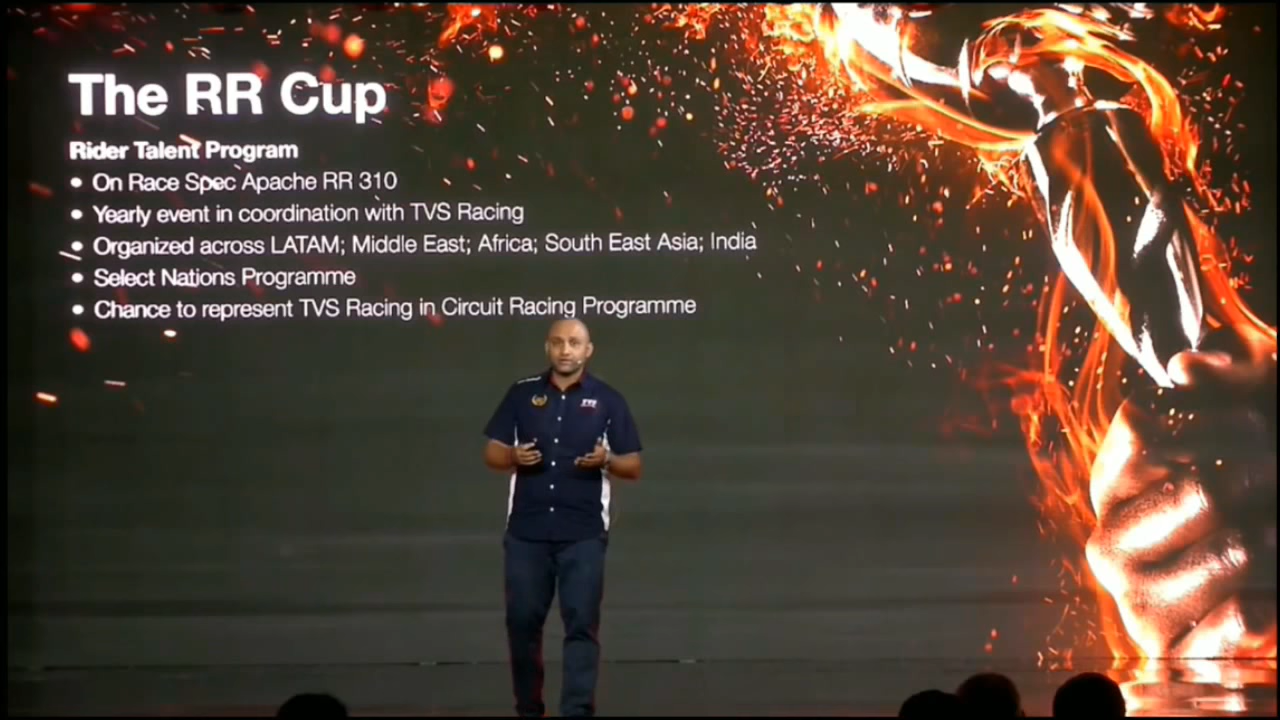 The RR Cup
Rider Talent Program
• On Race Spec Apache RR 310
• Yearly event in coordination with TVS Racing
• Organized across LATAM; Middle East; Africa; South East Asia; India
• Select Nations Programme
• Chance to represent TVS Racing in Circuit Racing Programme
TVS